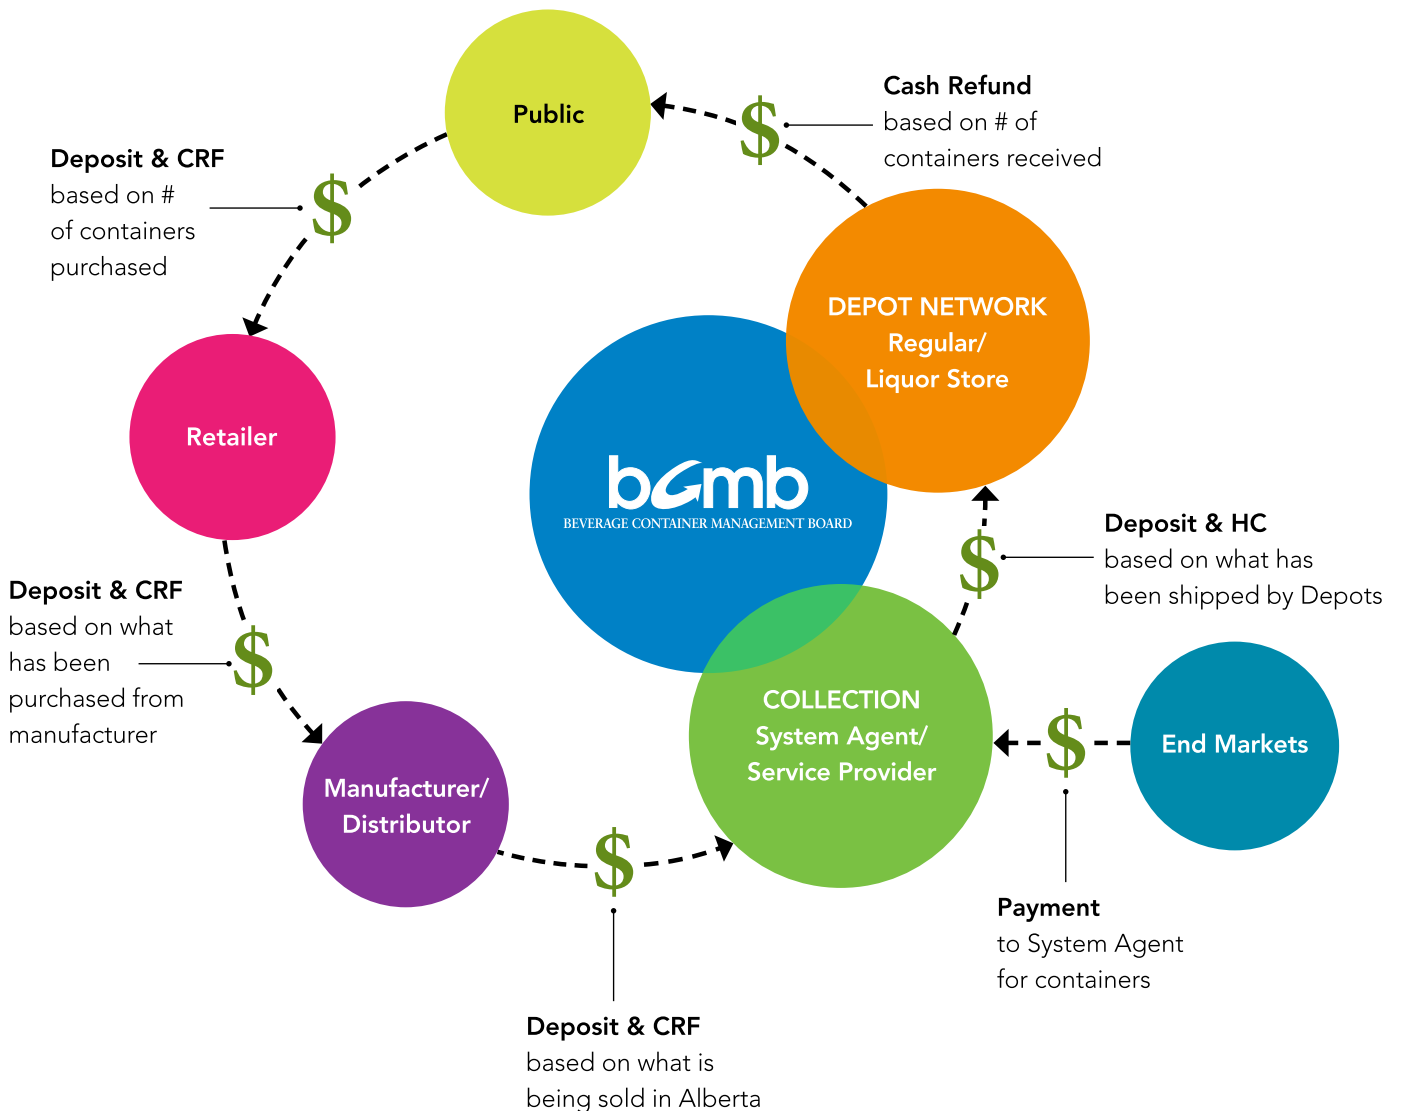 Public
Cash Refund
based on # of
containers received
Deposit & CRF
based on #
of containers
purchased
DEPOT NETWORK
Regular/
Liquor Store
Retailer
bcmb
BEVERAGE CONTAINER MANAGEMENT BOARD
Deposit & HC
based on what has
been shipped by Depots
Deposit & CRF
based on what
has been
purchased from
manufacturer
COLLECTION
System Agent/
Service Provider
End Markets
Manufacturer/
Distributor
Payment
to System Agent
for containers
Deposit & CRF
based on what is
being sold in Alberta
$
$
$
$
$
$